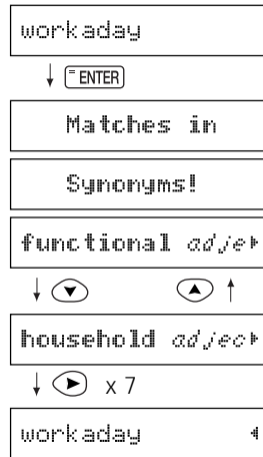 workaday
= ENTER
Matches in
Synonyms!
functional adje
household adjec
x 7
workaday